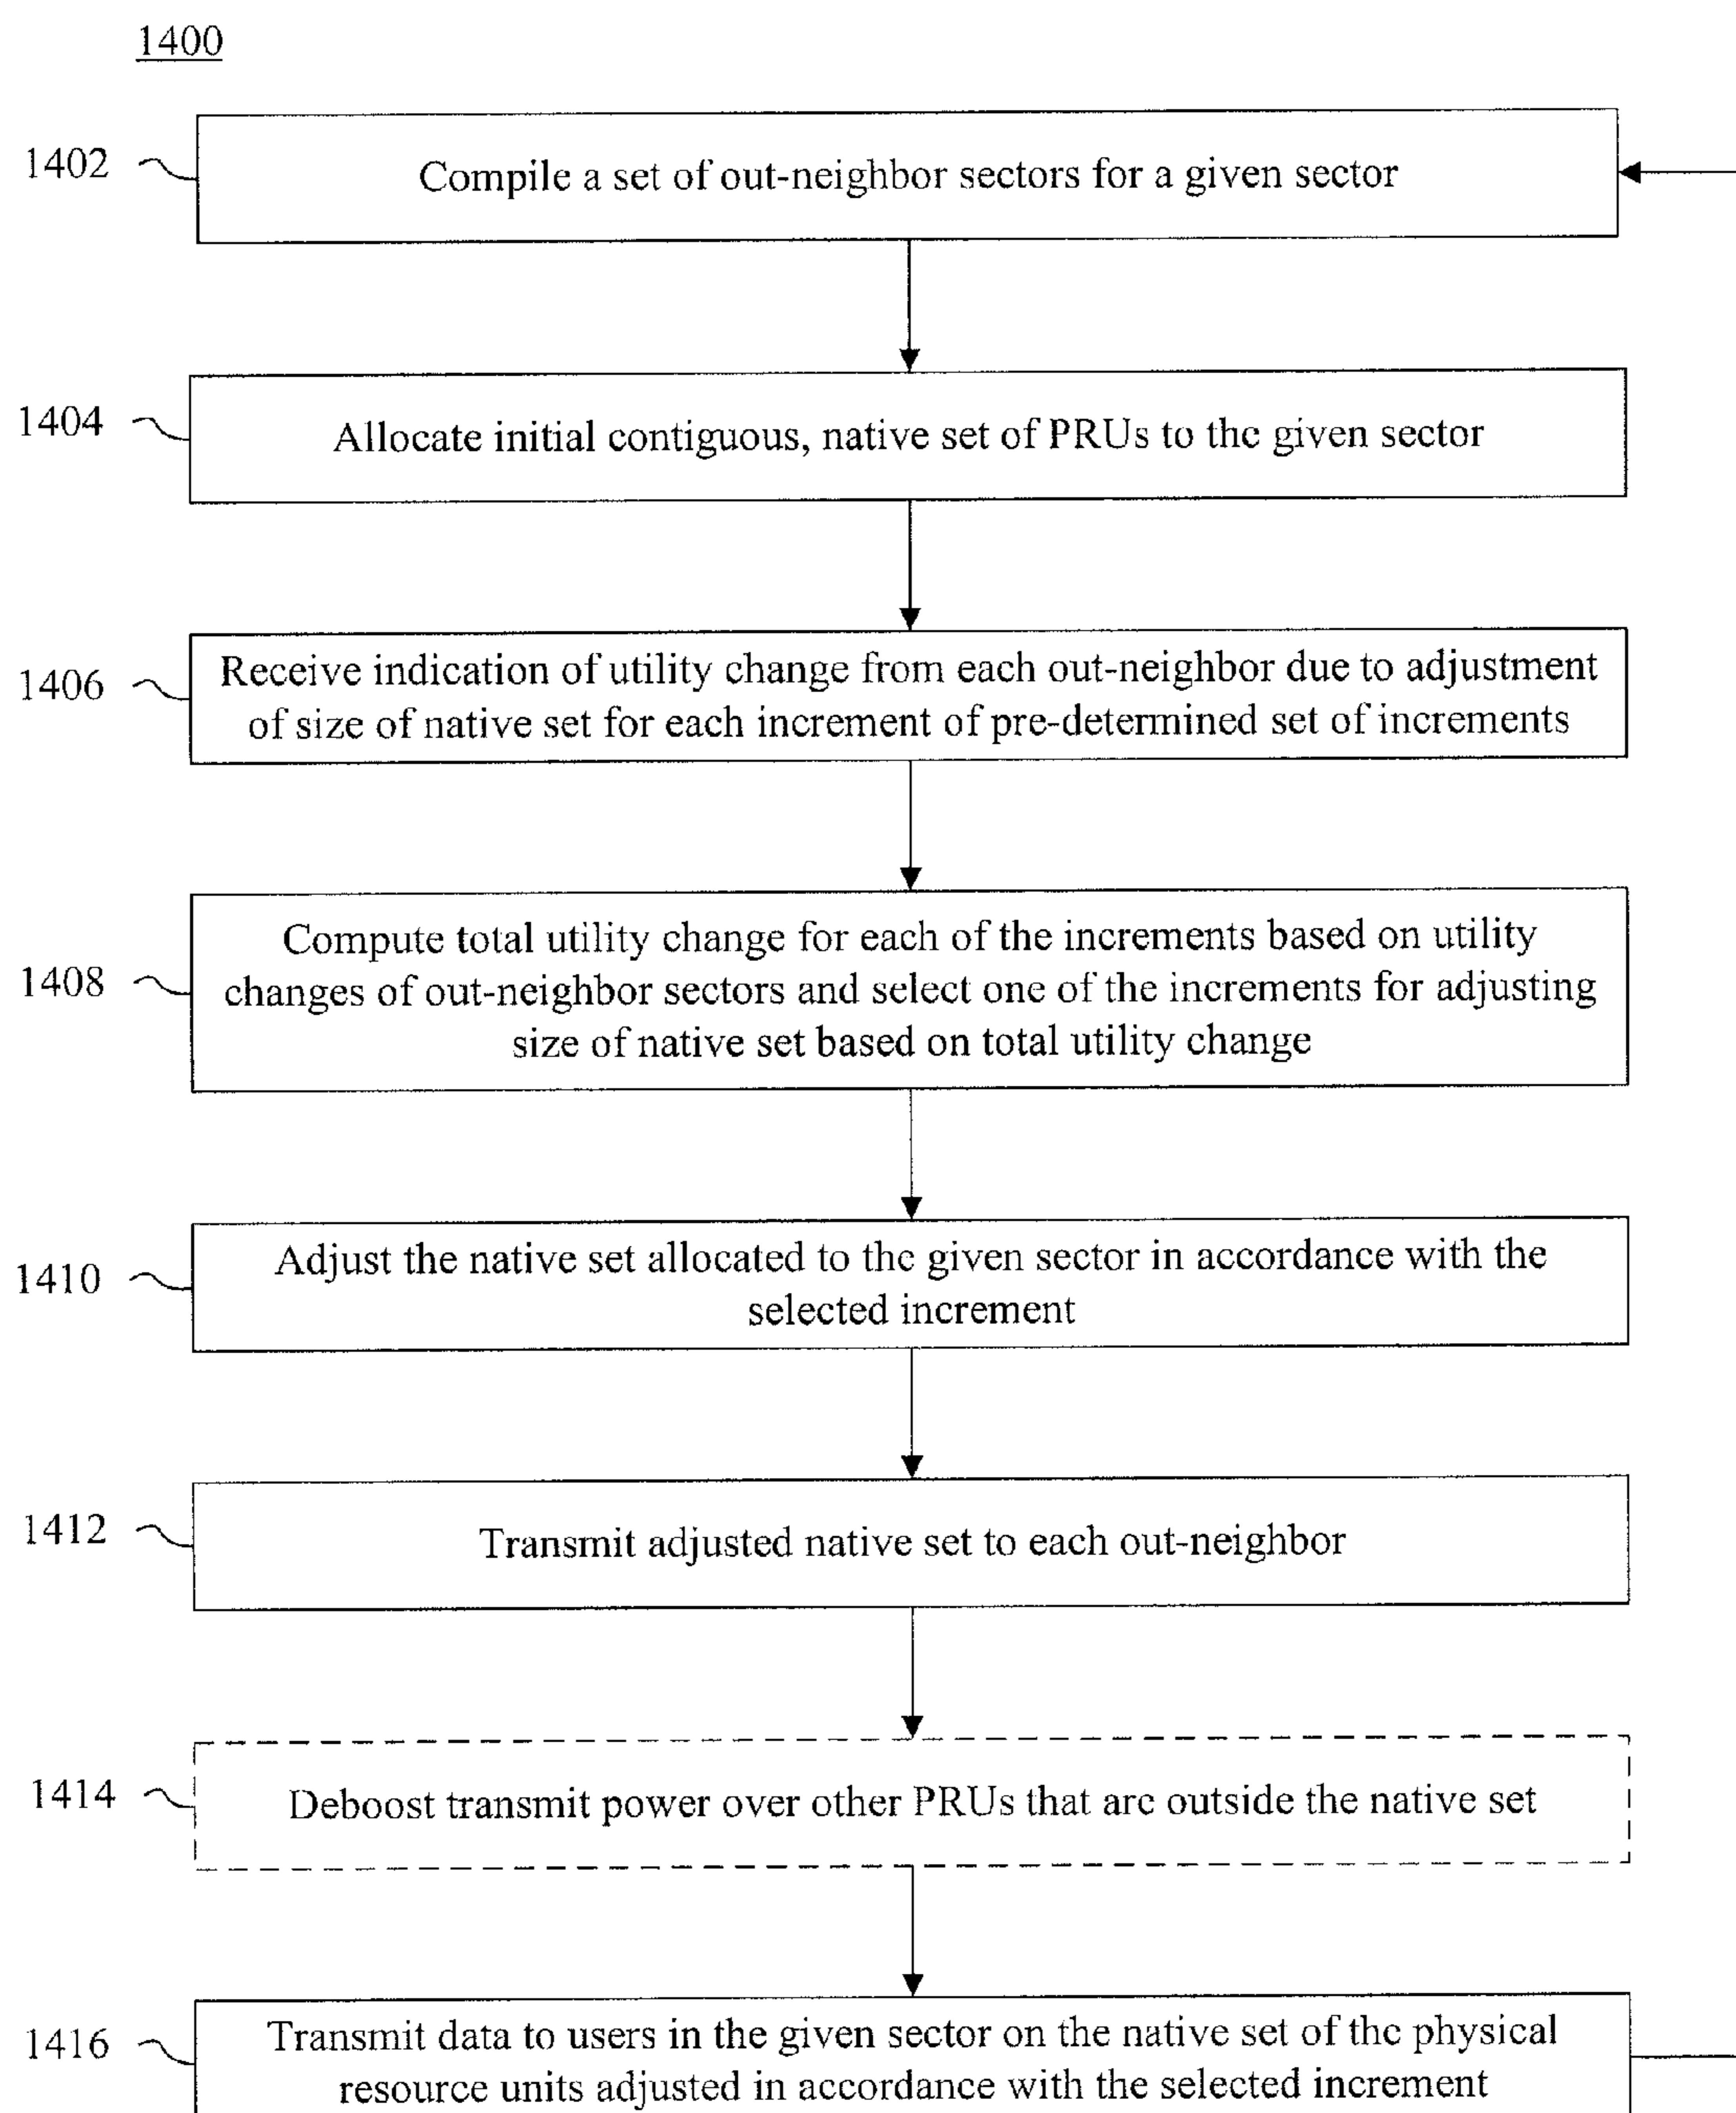 1400
1402
Compile a set of out-neighbor sectors for a given sector
1404
Allocate initial contiguous, native set of PRUs to the given sector
1406
Receive indication of utility change from each out-neighbor due to adjustment
of size of native set for each increment of pre-determined set of increments
1408
Compute total utility change for each of the increments based on utility
changes of out-neighbor sectors and select one of the increments for adjusting
size of native set based on total utility change
1410
Adjust the native set allocated to the given sector in accordance with the
selected increment
1412
Transmit adjusted native set to each out-neighbor
1414
Deboost transmit power over other PRUs that are outside the native set
1416
Transmit data to users in the given sector on the native set of the physical
resource units adjusted in accordance with the selected increment